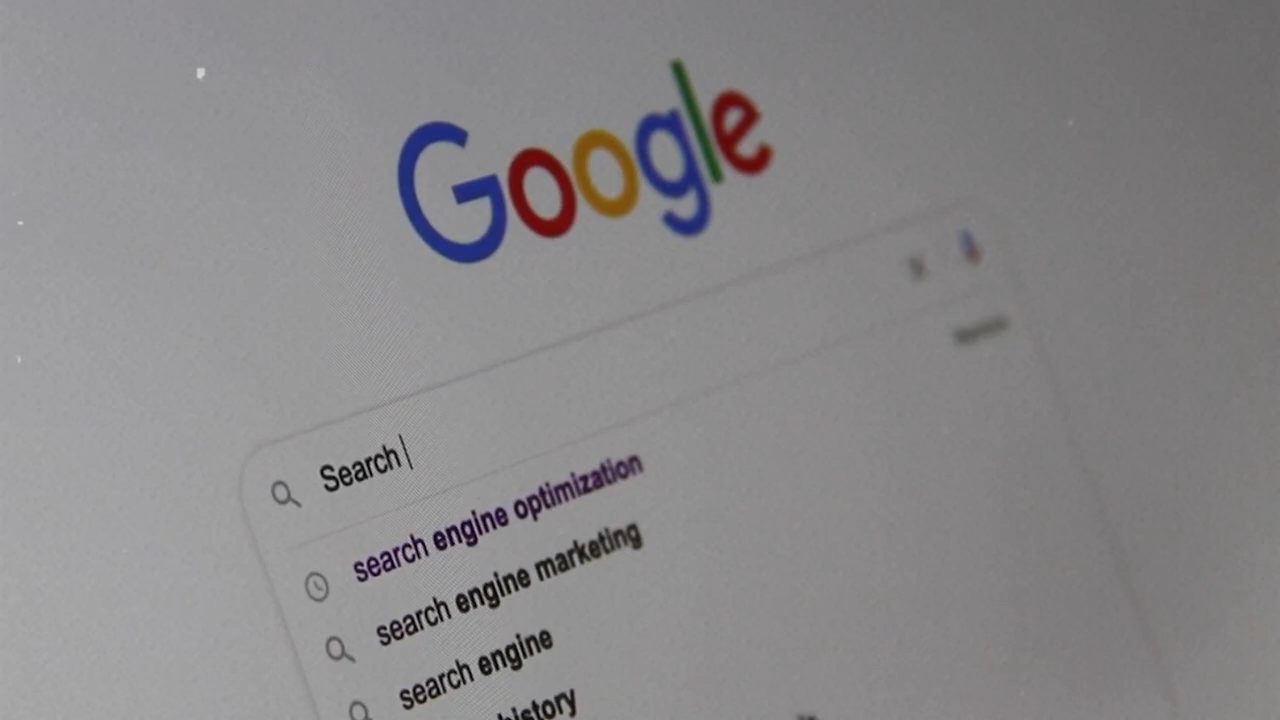 Google
Search
search engine optimization
search engine marketing
search engine
history